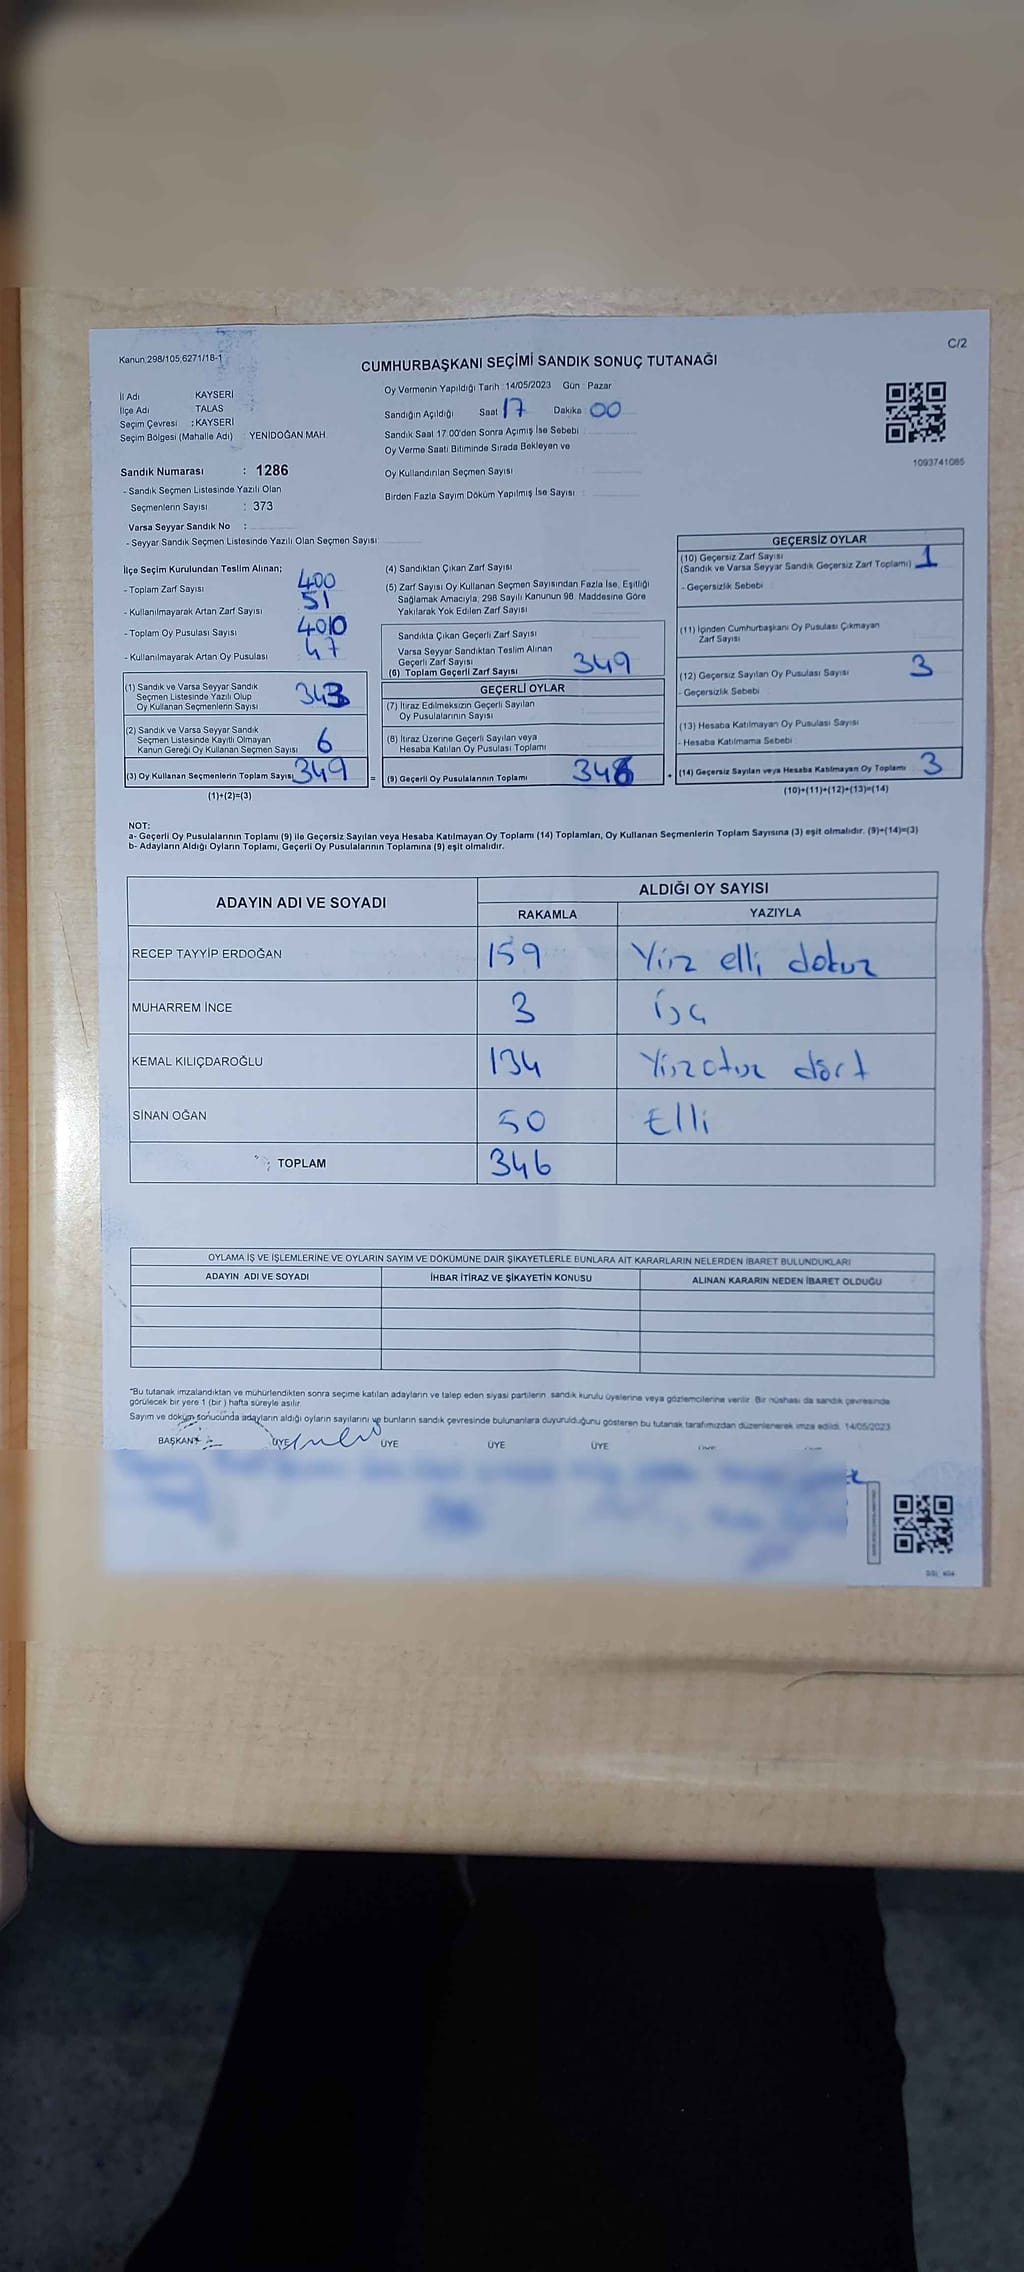 C/2
Kanun 298/105,6271/18-1
CUMHURBAŞKANI SEÇİMİ SANDIK SONUÇ TUTANAĞI
İl Adı KAYSERİ
İlçe Adı TALAS
Seçim Çevresi : KAYSERİ
Seçim Bölgesi (Mahalle Adı) : YENİDOĞAN MAH.
Sandık Numarası : 1286
- Sandık Seçmen Listesinde Yazılı Olan
Seçmenlerin Sayısı : 373
Varsa Seyyar Sandık No :
- Seyyar Sandık Seçmen Listesinde Yazılı Olan Seçmen Sayısı:
Oy Vermenin Yapıldığı Tarih : 14/05/2023 Gün : Pazar
Sandığın Açıldığı Saat 17 Dakika 00
Sandık Saat 17.00'den Sonra Açımış İse Sebebi
Oy Verme Saati Bitiminde Sırada Bekleyen ve
Oy Kullandırılan Seçmen Sayısı
Birden Fazla Sayım Döküm Yapılmış İse Sayısı :
1093741085
İlçe Seçim Kurulundan Teslim Alınan;
- Toplam Zarf Sayısı 400
- Kullanılmayarak Artan Zarf Sayısı 51
- Toplam Oy Pusulası Sayısı
- Kullanılmayarak Artan Oy Pusulası 47
(1) Sandık ve Varsa Seyyar Sandık
Seçmen Listesinde Yazılı Olup
Oy Kullanan Seçmenlerin Sayısı 343
(2) Sandık ve Varsa Seyyar Sandık
Seçmen Listesinde Kayıtlı Olmayan
Kanun Gereği Oy Kullanan Seçmen Sayısı 6
(3) Oy Kullanan Seçmenlerin Toplam Sayısı 349
=
(1)+(2)=(3)
(4) Sandıktan Çıkan Zarf Sayısı
(5) Zarf Sayısı Oy Kullanan Seçmen Sayısından Fazla İse, Eşitliği
Sağlamak Amacıyla, 298 Sayılı Kanunun 98. Maddesine Göre
Yakılarak Yok Edilen Zarf Sayısı
Sandıkla Çıkan Geçerli Zarf Sayısı
Varsa Seyyar Sandıktan Teslim Alınan
Geçerli Zarf Sayısı
(6) Toplam Geçerli Zarf Sayısı 349
GEÇERLİ OYLAR
(7) İtiraz Edilmeksizin Geçerli Sayılan
Oy Pusulalarının Sayısı
(8) İtiraz Üzerine Geçerli Sayılan veya
Hesaba Katılan Oy Pusulası Toplamı
(9) Geçerli Oy Pusulalarının Toplamı 346
+
GEÇERSİZ OYLAR
(10) Geçersiz Zarf Sayısı
(Sandık ve Varsa Seyyar Sandık Geçersiz Zarf Toplamı) 1
- Geçersizlik Sebebi
(11) İçinden Cumhurbaşkanı Oy Pusulası Çıkmayan
Zarf Sayısı
(12) Geçersiz Sayılan Oy Pusulası Sayısı 3
- Geçersizlik Sebebi
(13) Hesaba Katılmayan Oy Pusulası Sayısı
- Hesaba Katılmama Sebebi
(14) Geçersiz Sayılan veya Hesaba Katılmayan Oy Toplamı 3
(10)+(11)+(12)+(13)=(14)
NOT:
a- Geçerli Oy Pusulalarının Toplamı (9) ile Geçersiz Sayılan veya Hesaba Katılmayan Oy Toplamı (14) Toplamları, Oy Kullanan Seçmenlerin Toplam Sayısına (3) eşit olmalıdır. (9)+(14)=(3)
b- Adayların Aldığı Oyların Toplamı, Geçerli Oy Pusulalarının Toplamına (9) eşit olmalıdır.
ADAYIN ADI VE SOYADI ALDIĞI OY SAYISI
RAKAMLA YAZIYLA
RECEP TAYYİP ERDOĞAN 159 Yüz elli dokuz
MUHARREM İNCE 3 üç
KEMAL KILIÇDAROĞLU 134 Yüzotuz dört
SİNAN OĞAN 50 Elli
TOPLAM 346
OYLAMA İŞ VE İŞLEMLERİNE VE OYLARIN SAYIM VE DÖKÜMÜNE DAİR ŞİKAYETLERLE BUNLARA AİT KARARLARIN NELERDEN İBARET BULUNDUKLARI
ADAYIN ADI VE SOYADI İHBAR İTİRAZ VE ŞİKAYETİN KONUSU ALINAN KARARIN NEDEN İBARET OLDUĞU
*Bu tutanak imzalandıktan ve mühürlendikten sonra seçime katılan adayların ve talep eden siyasi partilerin sandık kurulu üyelerine veya gözlemcilerine verilir. Bir nüshası da sandık çevresinde
görülecek bir yere 1 (bir) hafta süreyle asılır.
Sayım ve döküm sonucunda adayların aldığı oyların sayılarını ve bunların sandık çevresinde bulunanlara duyurulduğunu gösteren bu tutanak tarafımızdan düzenlenerek imza edildi. 14/05/2023
BAŞKAN ÜYE ÜYE ÜYE ÜYE